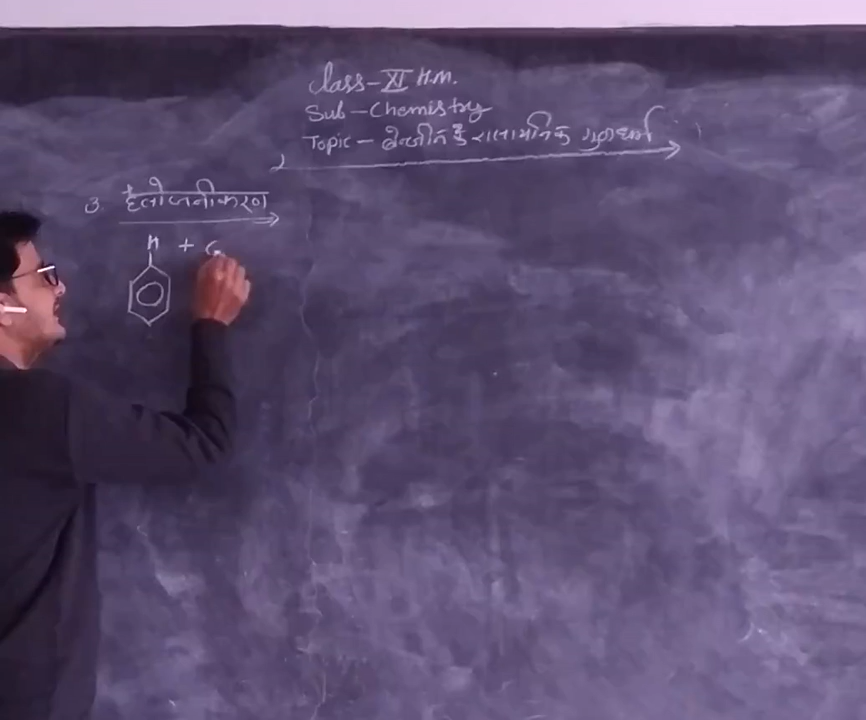 Class-XI H.M.
Sub-Chemistry
Topic - बेन्जीन के रासायनिक गुणधर्म
3. हैलोजनीकरण
H + C